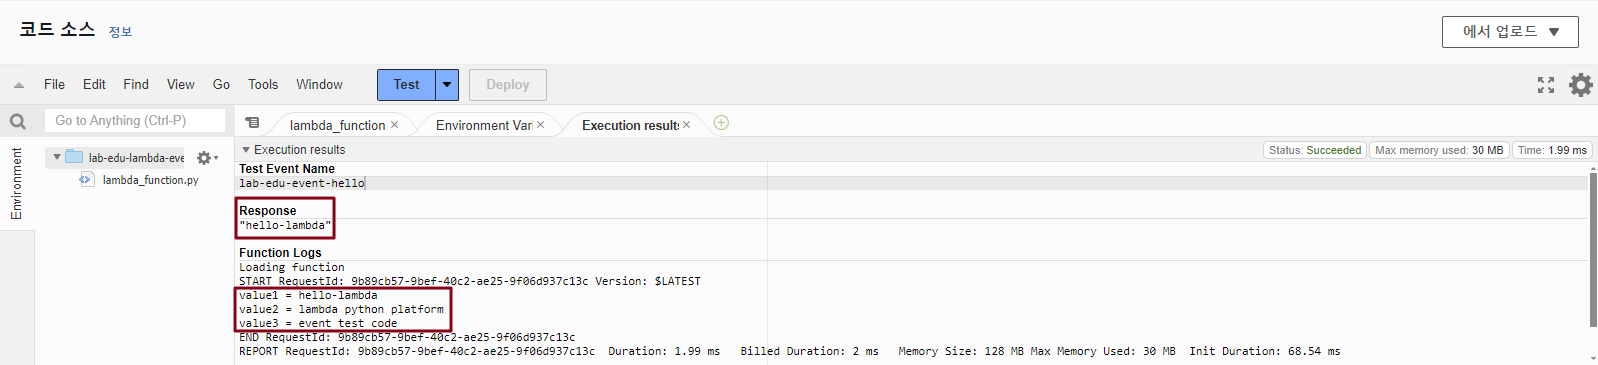 코드 소스 정보
에서 업로드 ▼
File Edit Find View Go Tools Window Test Deploy
Go to Anything (Ctrl-P)
lambda_function Environment Vari Execution results
Environment
lab-edu-lambda-eve
lambda_function.py
Execution results Status: Succeeded Max memory used: 30 MB Time: 1.99 ms
Test Event Name
lab-edu-event-hello
Response
"hello-lambda"
Function Logs
Loading function
START RequestId: 9b89cb57-9bef-40c2-ae25-9f06d937c13c Version: $LATEST
value1 = hello-lambda
value2 = lambda python platform
value3 = event test code
END RequestId: 9b89cb57-9bef-40c2-ae25-9f06d937c13c
REPORT RequestId: 9b89cb57-9bef-40c2-ae25-9f06d937c13c Duration: 1.99 ms Billed Duration: 2 ms Memory Size: 128 MB Max Memory Used: 30 MB Init Duration: 68.54 ms